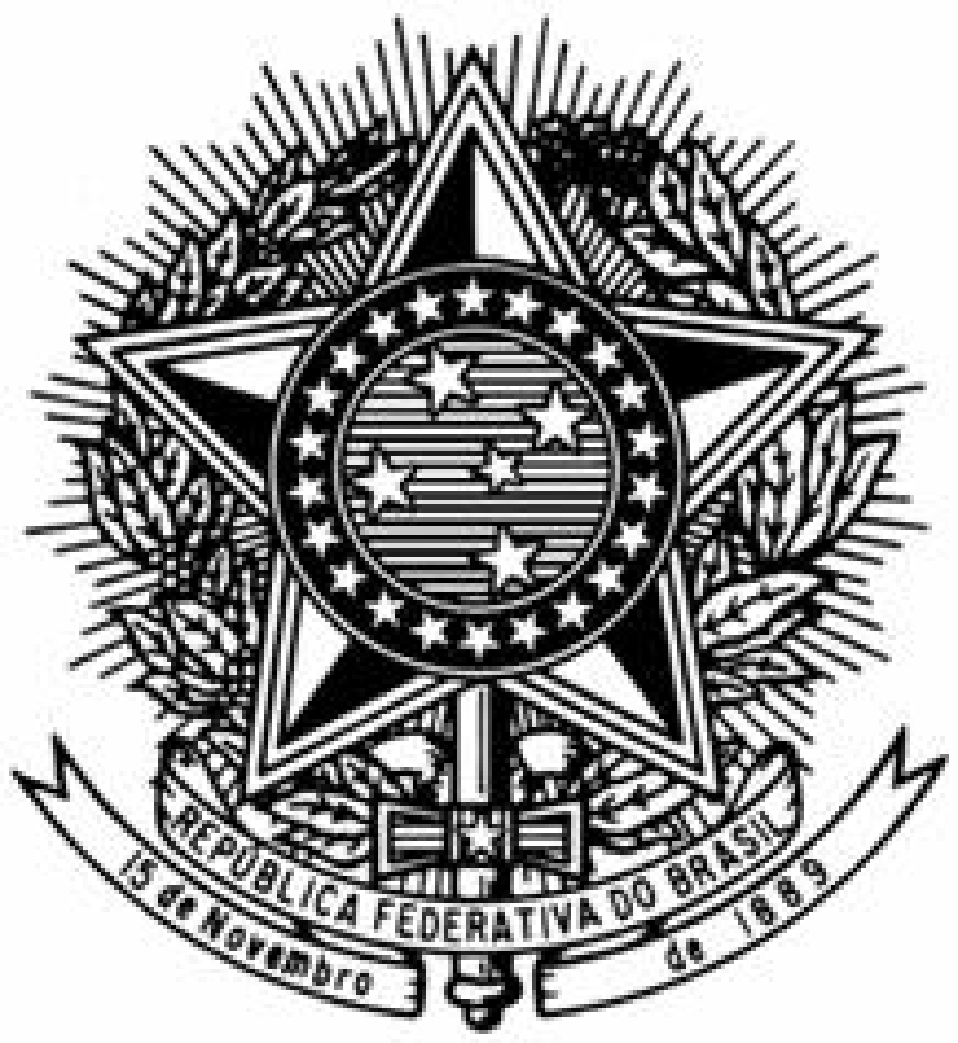 REPÚBLICA FEDERATIVA DO BRASIL
15 de Novembro de 1889